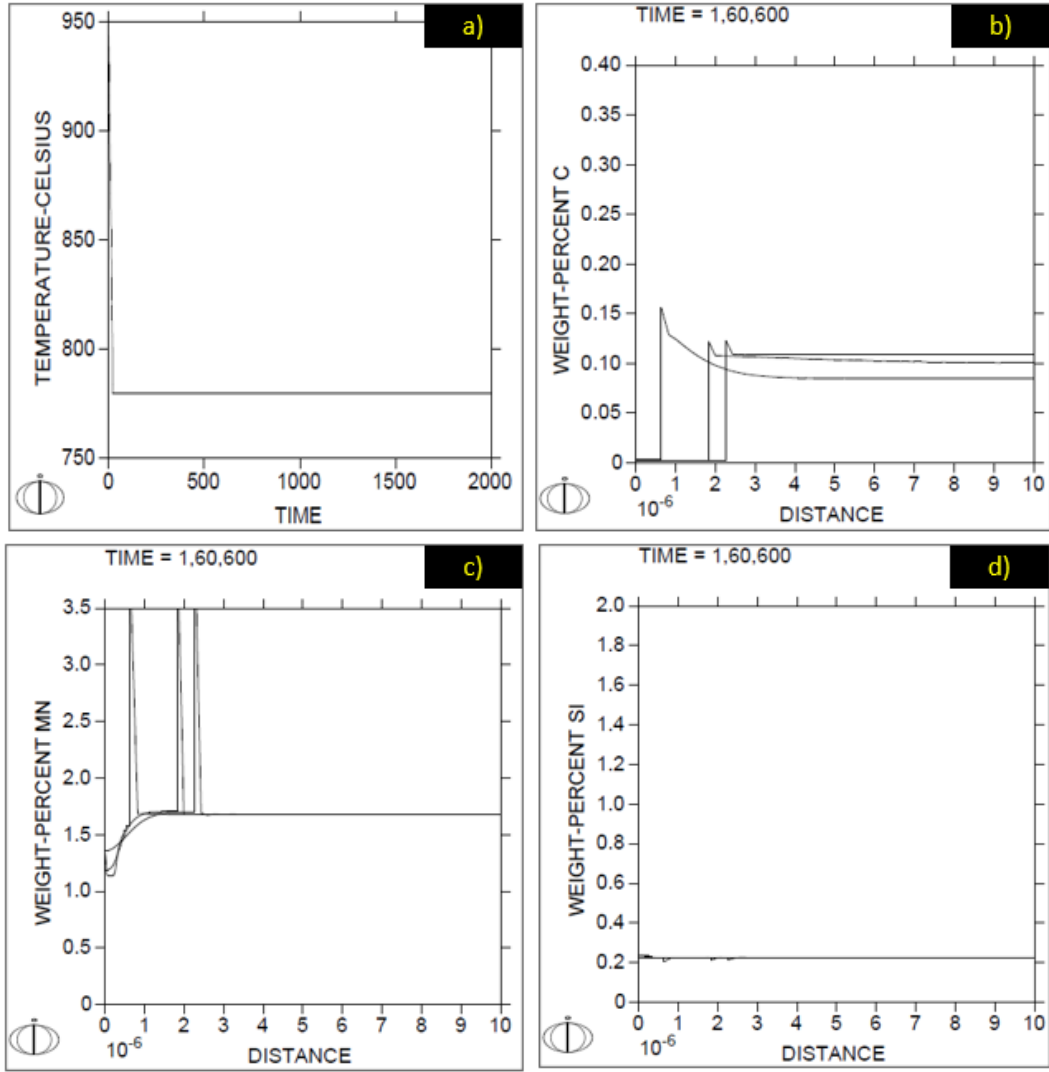 a)
950
900
850
800
750
TEMPERATURE-CELSIUS
0 500 1000 1500 2000
TIME
TIME = 1,60,600
b)
0.40
0.35
0.30
0.25
0.20
0.15
0.10
0.05
0
WEIGHT-PERCENT C
0 1 2 3 4 5 6 7 8 9 10
10-6
DISTANCE
TIME = 1,60,600
c)
3.5
3.0
2.5
2.0
1.5
1.0
0.5
0
WEIGHT-PERCENT MN
0 1 2 3 4 5 6 7 8 9 10
10-6
DISTANCE
TIME = 1,60,600
d)
2.0
1.8
1.6
1.4
1.2
1.0
0.8
0.6
0.4
0.2
0
WEIGHT-PERCENT SI
0 1 2 3 4 5 6 7 8 9 10
10-6
DISTANCE